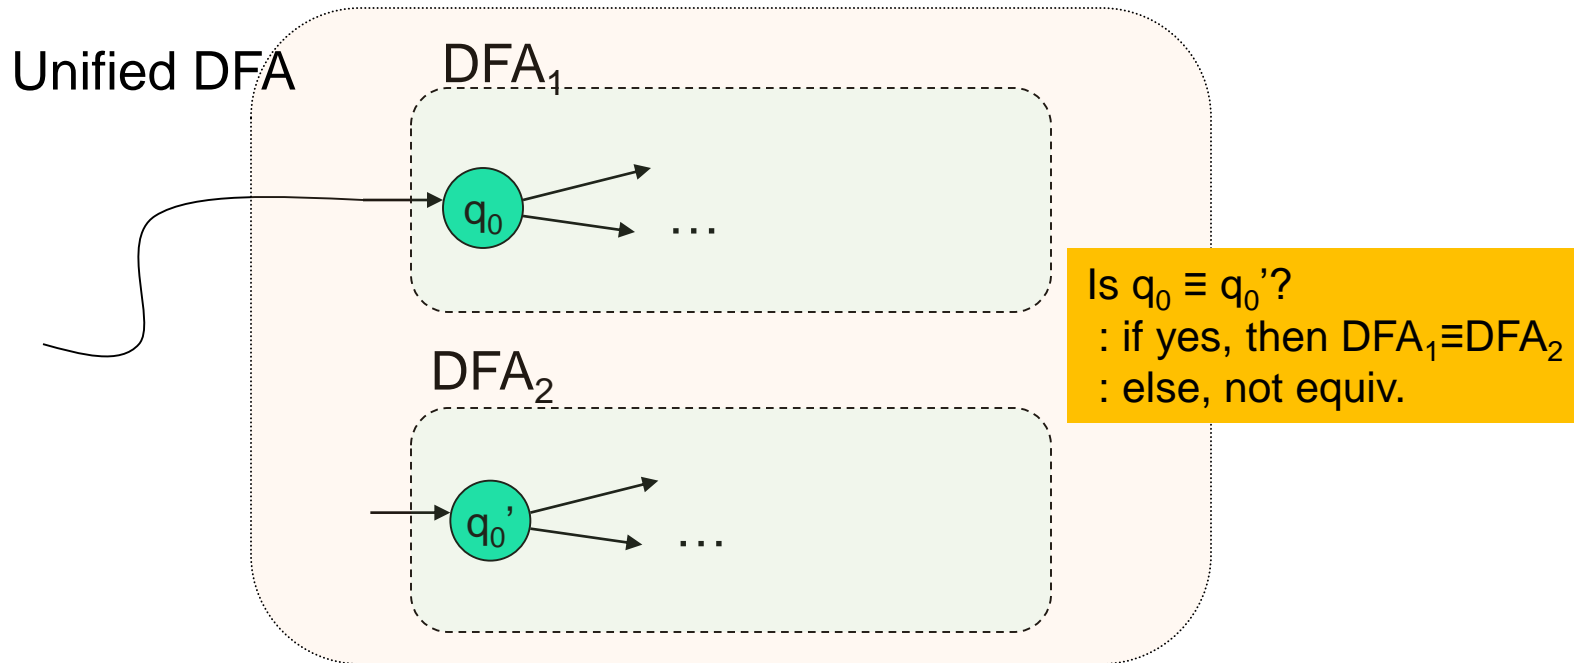 Unified DFA
DFA₁
q₀
...
Is q₀ ≡ q₀’?
: if yes, then DFA₁≡DFA₂
: else, not equiv.
DFA₂
q₀’
...